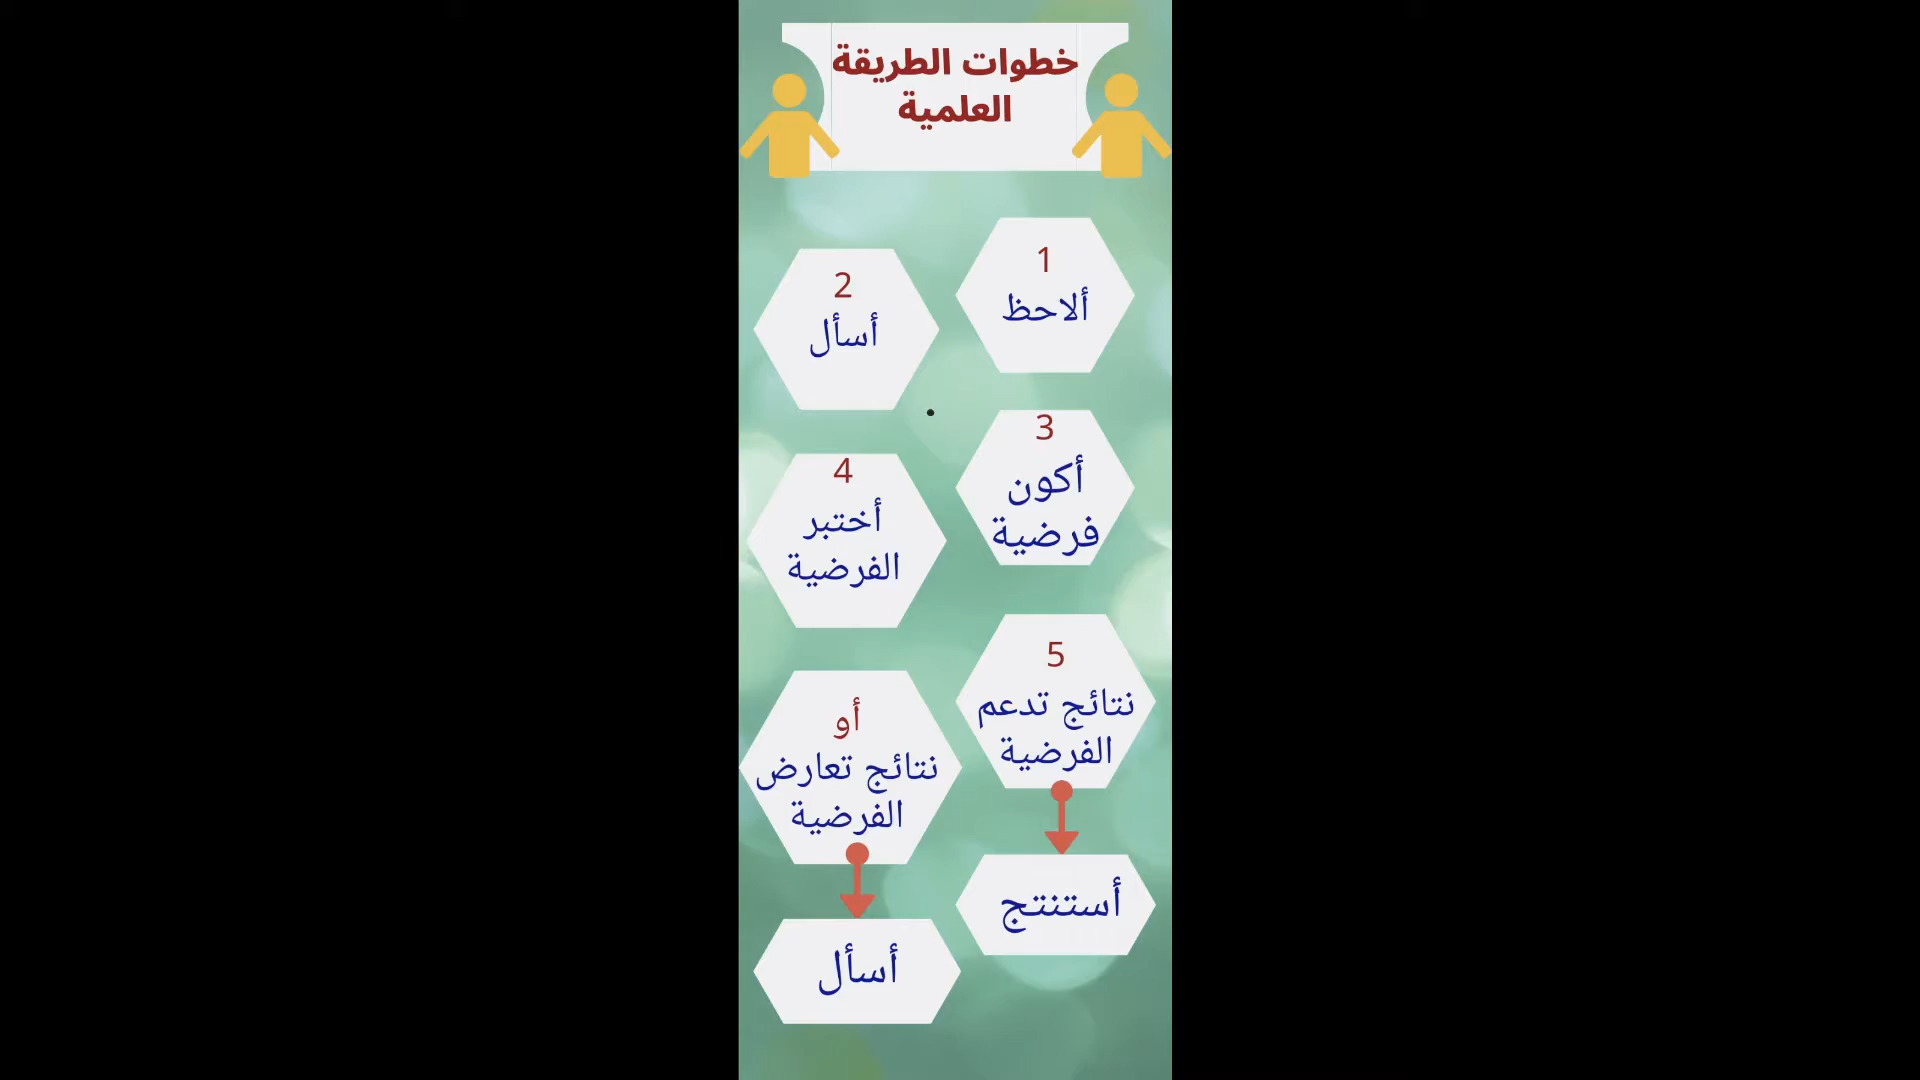 خطوات الطريقة
العلمية
1
ألاحظ
2
أسأل
3
أكون
فرضية
4
أختبر
الفرضية
5
نتائج تدعم
الفرضية
أو
نتائج تعارض
الفرضية
أستنتج
أسأل